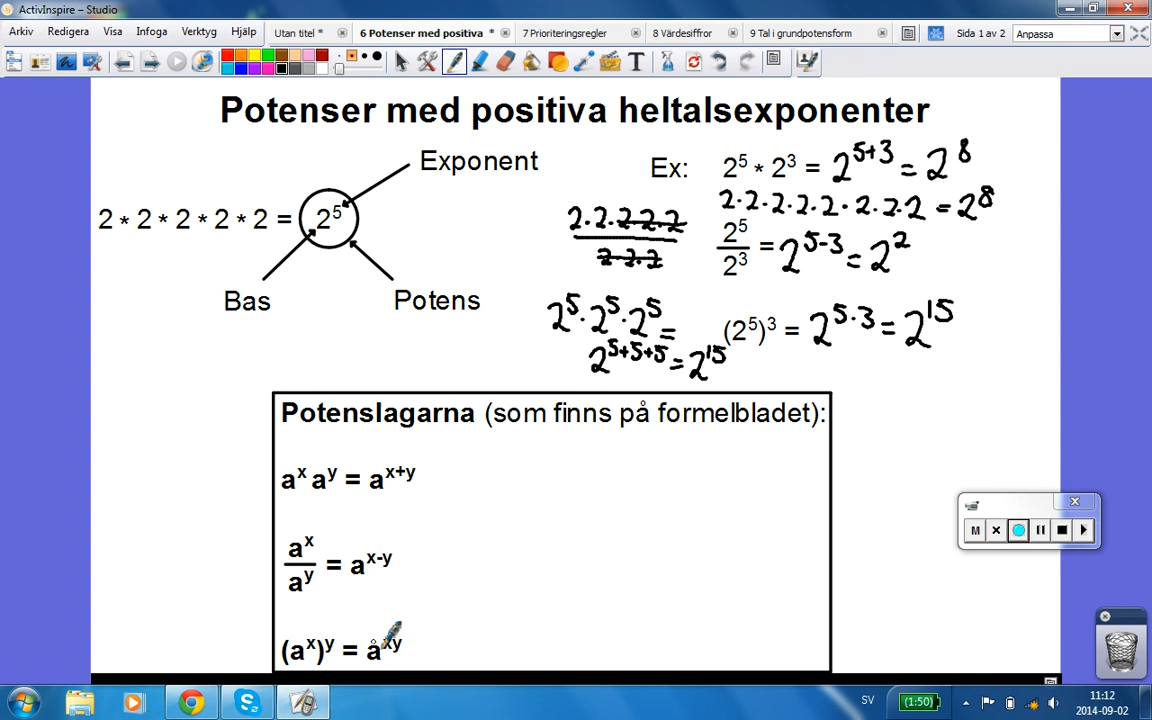 ActivInspire – Studio
Arkiv Redigera Visa Infoga Verktyg Hjälp
Utan titel *
6 Potenser med positiva *
7 Prioriteringsregler
8 Värdesiffror
9 Tal i grundpotensform
Sida 1 av 2
Anpassa
Potenser med positiva heltalsexponenter
Exponent
2 * 2 * 2 * 2 * 2 = 2⁵
Bas
Potens
Ex: 2⁵ * 2³ = 2⁵⁺³ = 2⁸
2·2·2·2·2·2·2·2 = 2⁸
2·2·2·2·2
2·2·2
2⁵/2³ = 2⁵⁻³ = 2²
2⁵·2⁵·2⁵ =
2⁵⁺⁵⁺⁵ = 2¹⁵
(2⁵)³ = 2^(5·3) = 2¹⁵
Potenslagarna (som finns på formelbladet):
aˣ aʸ = aˣ⁺ʸ
aˣ/aʸ = aˣ⁻ʸ
(aˣ)ʸ = aˣʸ
M
SV
(1:50)
11:12
2014-09-02